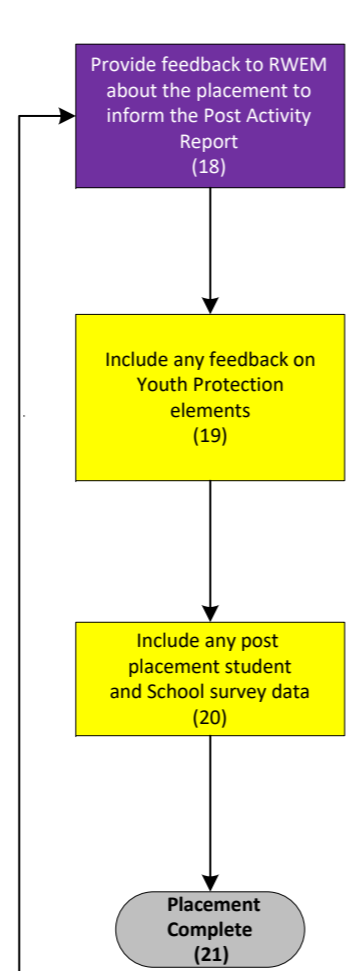 Provide feedback to RWEM
about the placement to
inform the Post Activity
Report
(18)
Include any feedback on
Youth Protection
elements
(19)
Include any post
placement student
and School survey data
(20)
Placement
Complete
(21)